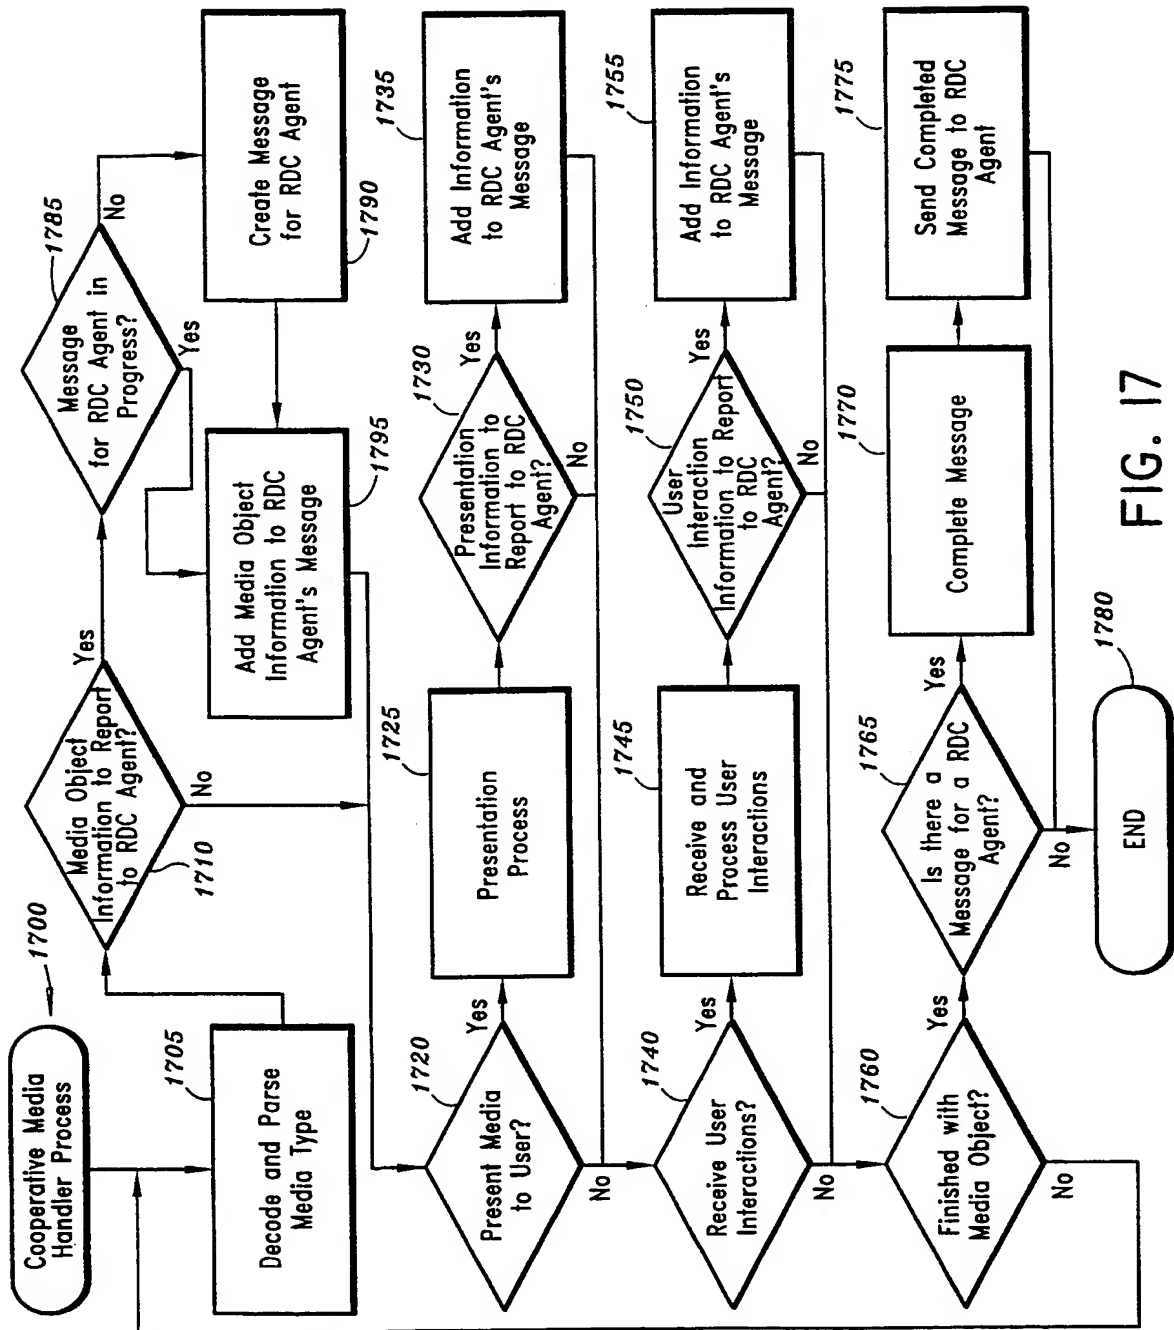 1700
Cooperative Media
Handler Process
1705
Decode and Parse
Media Type
Media Object
Information to Report
to RDC Agent?
1710
Yes
No
Message
for RDC Agent in
Progress?
1785
Yes
No
Create Message
for RDC Agent
1790
Add Media Object
Information to RDC
Agent's Message
1795
1720
Present Media
to User?
Yes
No
1725
Presentation
Process
1730
Presentation
Information to
Report to RDC
Agent?
Yes
No
1735
Add Information
to RDC Agent's
Message
1740
Receive User
Interactions?
Yes
No
1745
Receive and
Process User
Interactions
1750
User
Interaction
Information to Report
to RDC
Agent?
Yes
No
1755
Add Information
to RDC Agent's
Message
1760
Finished with
Media Object?
Yes
No
1765
Is there a
Message for a RDC
Agent?
Yes
No
1770
Complete Message
1775
Send Completed
Message to RDC
Agent
1780
END
FIG. 17